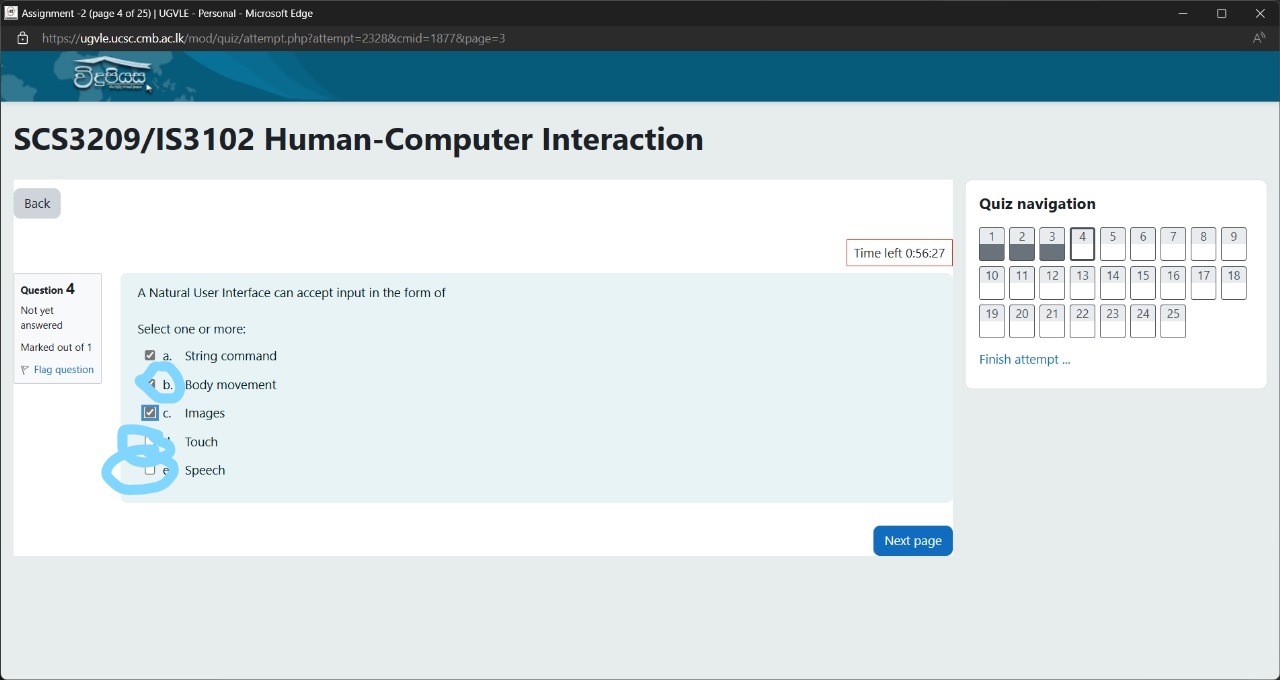 Assignment -2 (page 4 of 25) | UGVLE - Personal - Microsoft Edge
https://ugvle.ucsc.cmb.ac.lk/mod/quiz/attempt.php?attempt=2328&cmid=1877&page=3
විදුපියස
SCS3209/IS3102 Human-Computer Interaction
Back
Time left 0:56:27
Question 4
Not yet
answered
Marked out of 1
Flag question
A Natural User Interface can accept input in the form of
Select one or more:
a. String command
b. Body movement
c. Images
Touch
e Speech
Next page
Quiz navigation
1 2 3 4 5 6 7 8 9
10 11 12 13 14 15 16 17 18
19 20 21 22 23 24 25
Finish attempt ...